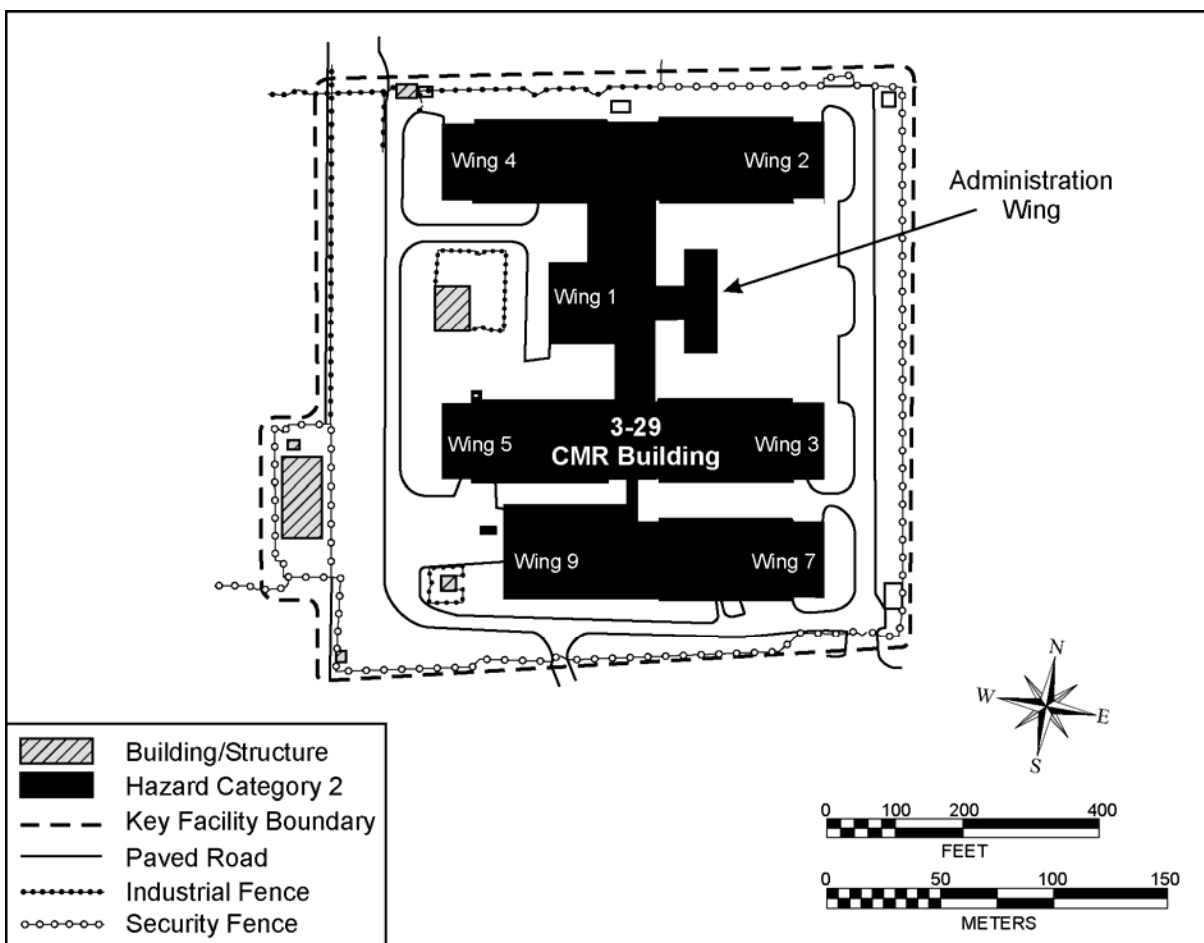 Wing 4
Wing 2
Administration
Wing
Wing 1
3-29
CMR Building
Wing 5
Wing 3
Wing 9
Wing 7
N
W
E
S
Building/Structure
Hazard Category 2
Key Facility Boundary
Paved Road
Industrial Fence
Security Fence
0 100 200 400
FEET
0 50 100 150
METERS